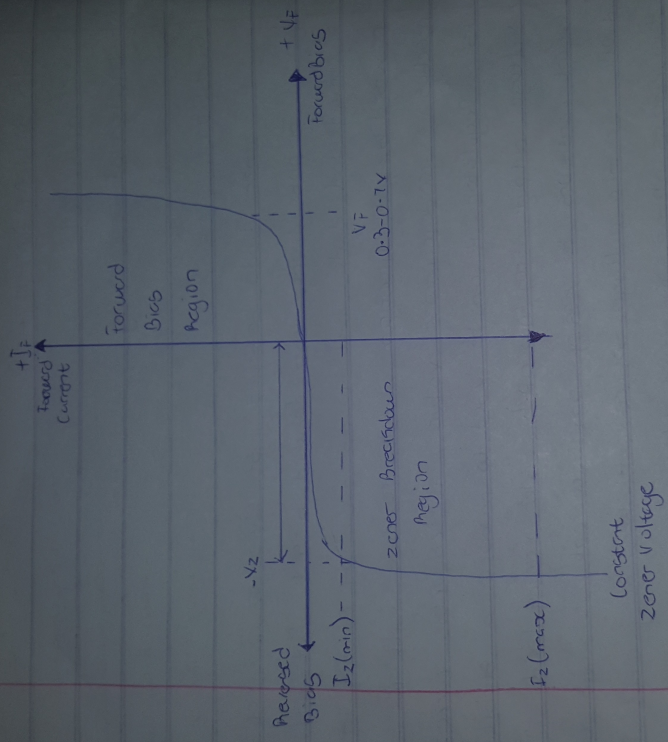 +IF
Forward
Current
Forward
Bias
Region
+ VF
Forward Bias
VF
0.3-0.7V
-VZ
Reversed
Bias
IZ(min)
Zener Breakdown
Region
IZ(max)
Constant
Zener Voltage